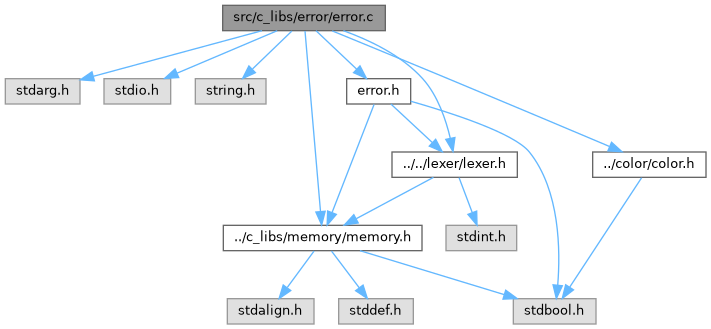 src/c_libs/error/error.c
stdarg.h
stdio.h
string.h
error.h
../../lexer/lexer.h
../color/color.h
../c_libs/memory/memory.h
stdint.h
stdalign.h
stddef.h
stdbool.h